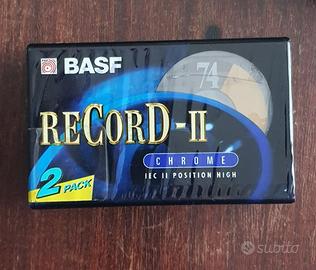 BASF
74
RECORD-II
CHROME
IEC II POSITION HIGH
2 PACK
subito